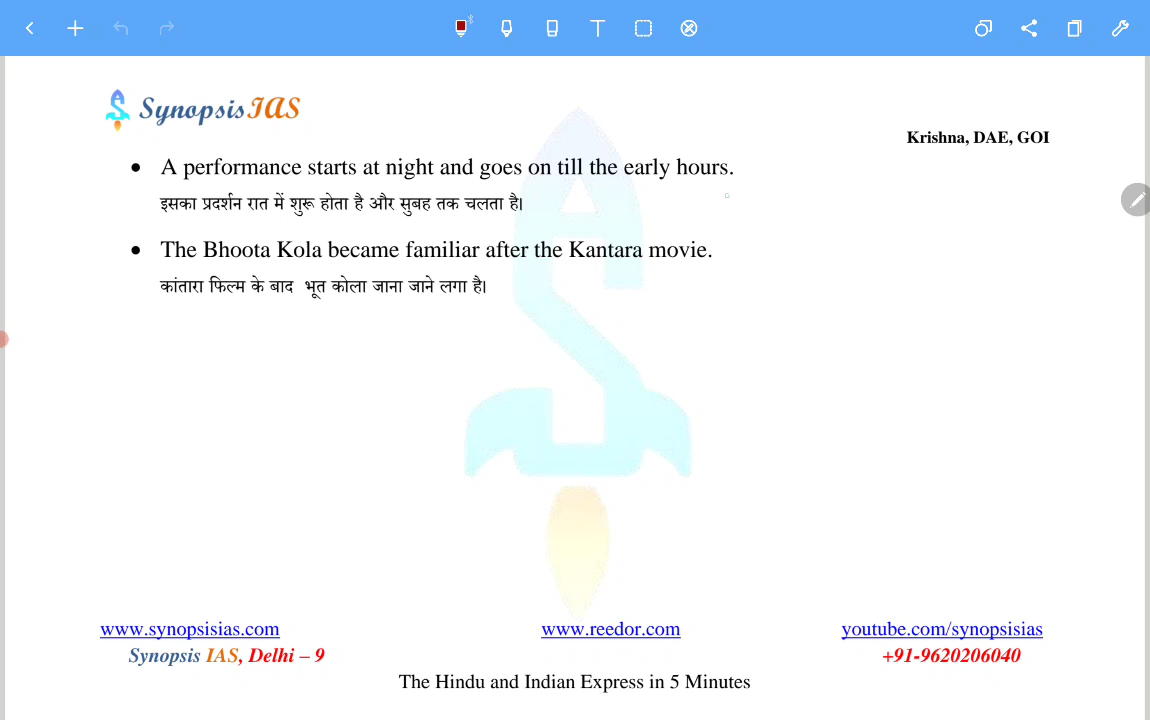 Synopsis IAS
Krishna, DAE, GOI
• A performance starts at night and goes on till the early hours.
इसका प्रदर्शन रात में शुरू होता है और सुबह तक चलता है।
• The Bhoota Kola became familiar after the Kantara movie.
कांतारा फिल्म के बाद भूत कोला जाना जाने लगा है।
www.synopsisias.com www.reedor.com youtube.com/synopsisias
Synopsis IAS, Delhi – 9 +91-9620206040
The Hindu and Indian Express in 5 Minutes